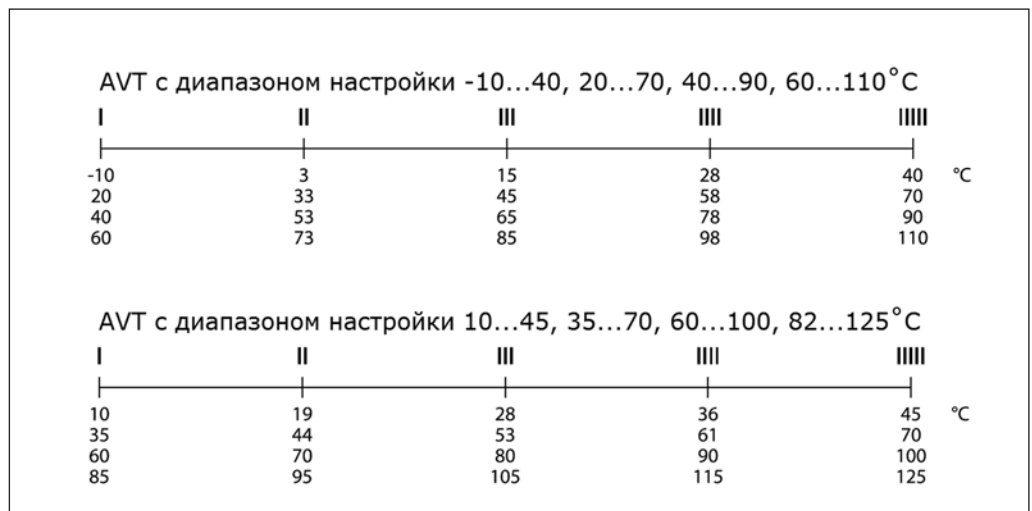 AVT с диапазоном настройки -10...40, 20...70, 40...90, 60...110°C
I II III IIII IIIII
-10 3 15 28 40 °C
20 33 45 58 70
40 53 65 78 90
60 73 85 98 110
AVT с диапазоном настройки 10...45, 35...70, 60...100, 82...125°C
I II III IIII IIIII
10 19 28 36 45 °C
35 44 53 61 70
60 70 80 90 100
85 95 105 115 125